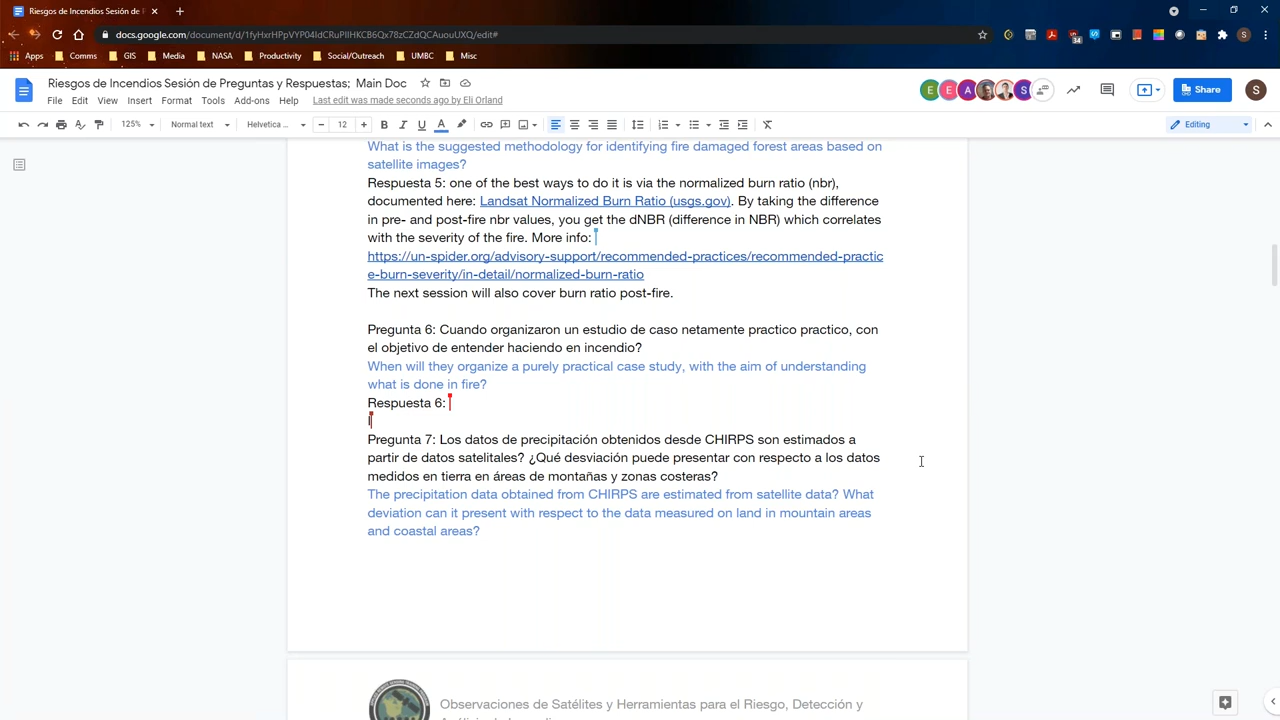 Riesgos de Incendios Sesión de P
docs.google.com/document/d/1fyHxrHPpVYP04IdCRuPIIHKCB6Qx78zCZdQCAuouUXQ/edit#
Apps Comms GIS Media NASA Productivity Social/Outreach UMBC Misc
Riesgos de Incendios Sesión de Preguntas y Respuestas; Main Doc
File Edit View Insert Format Tools Add-ons Help Last edit was made seconds ago by Eli Orland
Share
125% Normal text Helvetica ... 12 Editing
What is the suggested methodology for identifying fire damaged forest areas based on
satellite images?
Respuesta 5: one of the best ways to do it is via the normalized burn ratio (nbr),
documented here: Landsat Normalized Burn Ratio (usgs.gov). By taking the difference
in pre- and post-fire nbr values, you get the dNBR (difference in NBR) which correlates
with the severity of the fire. More info:
https://un-spider.org/advisory-support/recommended-practices/recommended-practic
e-burn-severity/in-detail/normalized-burn-ratio
The next session will also cover burn ratio post-fire.
Pregunta 6: Cuando organizaron un estudio de caso netamente practico practico, con
el objetivo de entender haciendo en incendio?
When will they organize a purely practical case study, with the aim of understanding
what is done in fire?
Respuesta 6:
Pregunta 7: Los datos de precipitación obtenidos desde CHIRPS son estimados a
partir de datos satelitales? ¿Qué desviación puede presentar con respecto a los datos
medidos en tierra en áreas de montañas y zonas costeras?
The precipitation data obtained from CHIRPS are estimated from satellite data? What
deviation can it present with respect to the data measured on land in mountain areas
and coastal areas?
Observaciones de Satélites y Herramientas para el Riesgo, Detección y